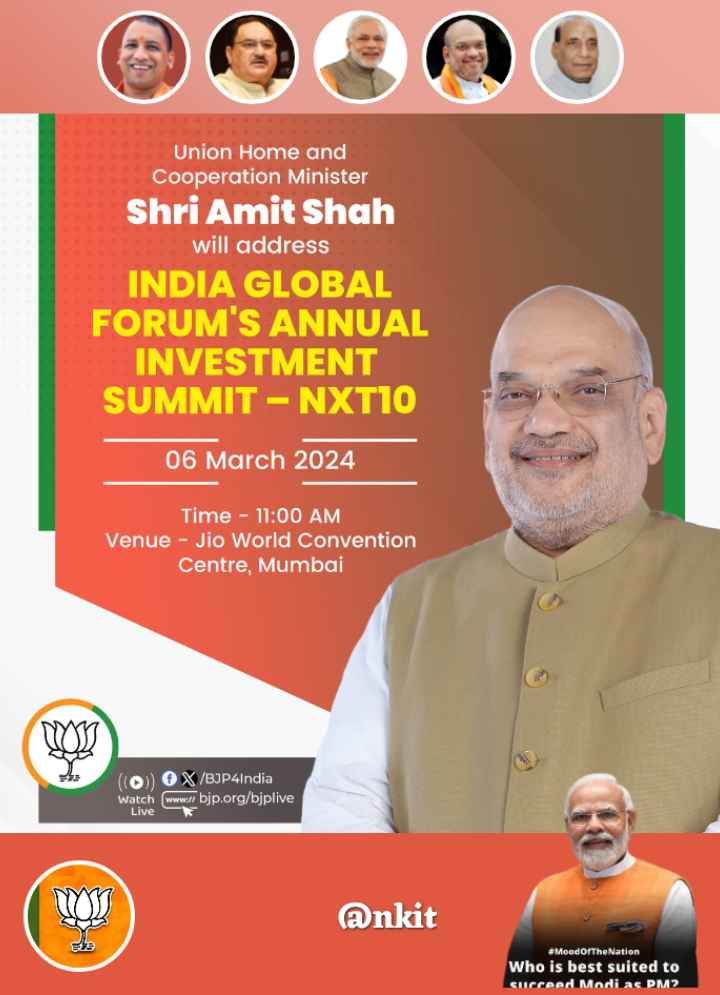 Union Home and
Cooperation Minister
Shri Amit Shah
will address
INDIA GLOBAL
FORUM'S ANNUAL
INVESTMENT
SUMMIT – NXT10
06 March 2024
Time - 11:00 AM
Venue - Jio World Convention
Centre, Mumbai
/BJP4India
Watch Live www:// bjp.org/bjplive
@nkit
#MoodOfTheNation
Who is best suited to
succeed Modi as PM?